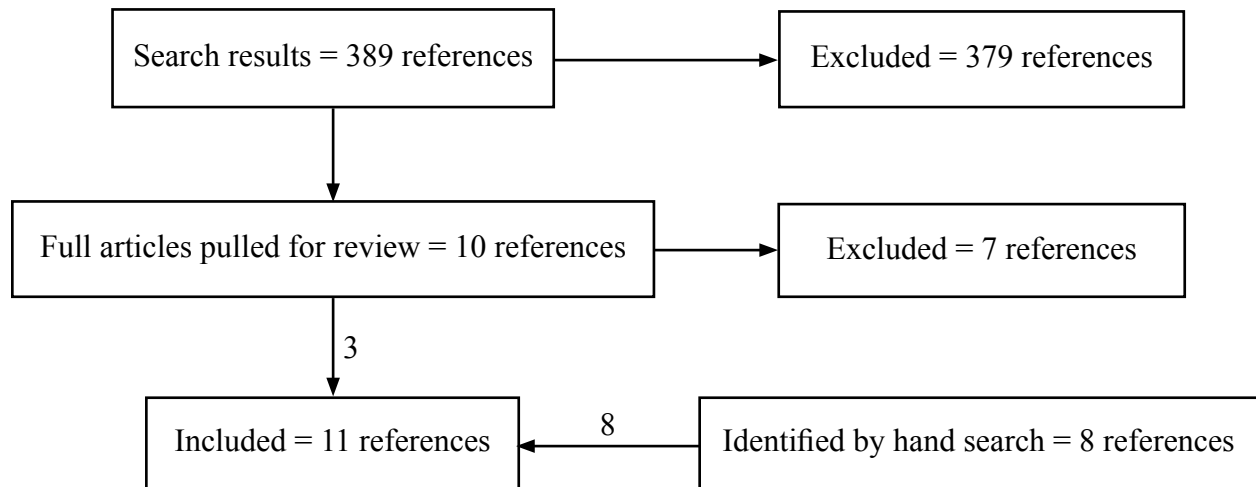 Search results = 389 references
Excluded = 379 references
Full articles pulled for review = 10 references
Excluded = 7 references
3
Included = 11 references
8
Identified by hand search = 8 references